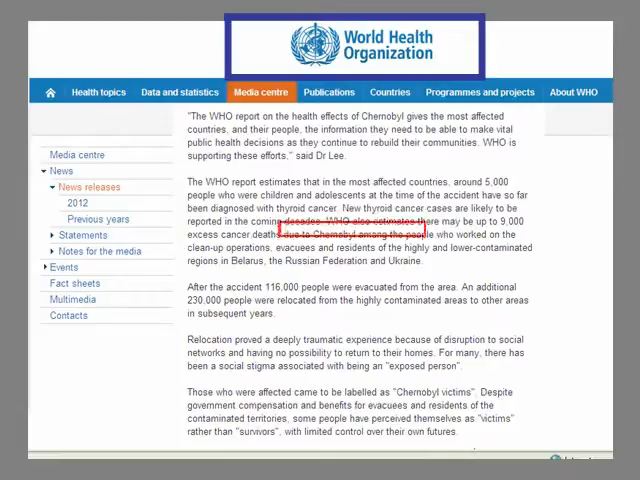 World Health
Organization
Health topics
Data and statistics
Media centre
Publications
Countries
Programmes and projects
About WHO
Media centre
News
News releases
2012
Previous years
Statements
Notes for the media
Events
Fact sheets
Multimedia
Contacts
"The WHO report on the health effects of Chernobyl gives the most affected
countries, and their people, the information they need to be able to make vital
public health decisions as they continue to rebuild their communities. WHO is
supporting these efforts," said Dr Lee.
The WHO report estimates that in the most affected countries, around 5,000
people who were children and adolescents at the time of the accident have so far
been diagnosed with thyroid cancer. New thyroid cancer cases are likely to be
reported in the coming decades. WHO also estimates there may be up to 9,000
excess cancer deaths due to Chernobyl among the people who worked on the
clean-up operations, evacuees and residents of the highly and lower-contaminated
regions in Belarus, the Russian Federation and Ukraine.
After the accident 116,000 people were evacuated from the area. An additional
230,000 people were relocated from the highly contaminated areas to other areas
in subsequent years.
Relocation proved a deeply traumatic experience because of disruption to social
networks and having no possibility to return to their homes. For many, there has
been a social stigma associated with being an "exposed person".
Those who were affected came to be labelled as "Chernobyl victims". Despite
government compensation and benefits for evacuees and residents of the
contaminated territories, some people have perceived themselves as "victims"
rather than "survivors", with limited control over their own futures.